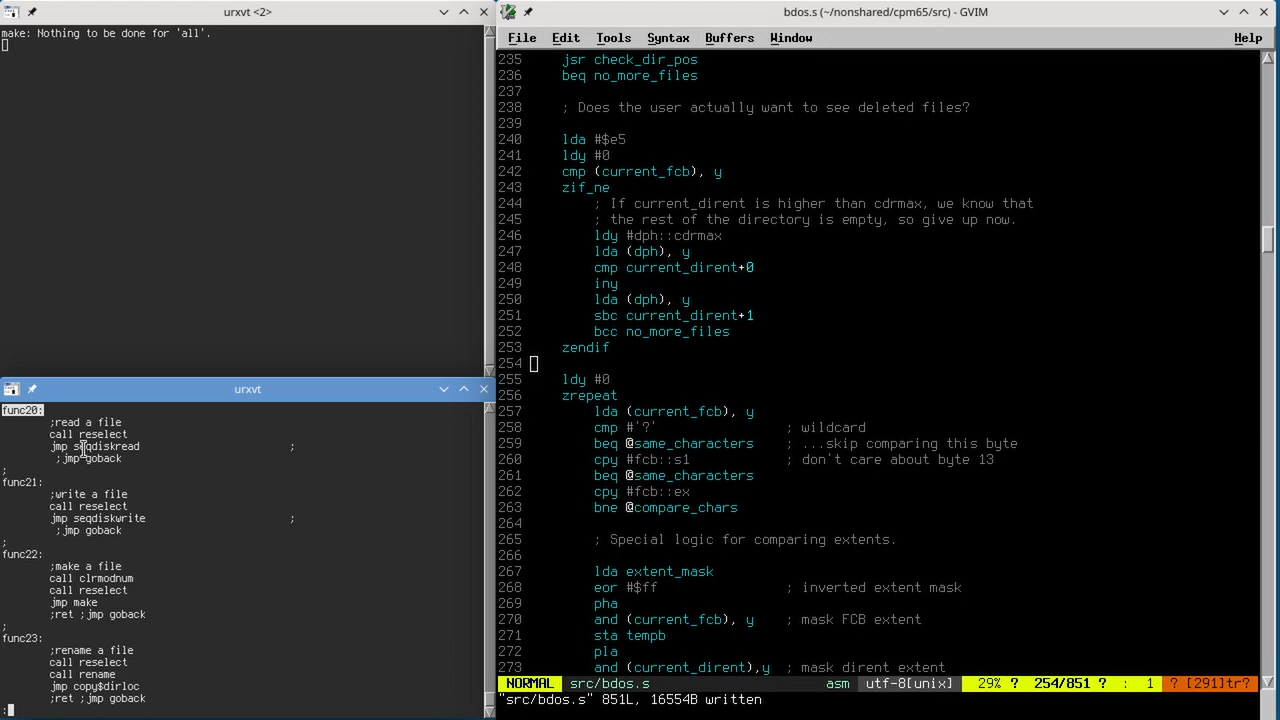 urxvt <2>
make: Nothing to be done for 'all'.
urxvt
func20:
;read a file
call reselect
jmp seqdiskread ;
;jmp goback
;
func21:
;write a file
call reselect
jmp seqdiskwrite ;
;jmp goback
;
func22:
;make a file
call clrmodnum
call reselect
jmp make
;ret ;jmp goback
;
func23:
;rename a file
call reselect
call rename
jmp copy$dirloc
;ret ;jmp goback
:
bdos.s (~/nonshared/cpm65/src) - GVIM
File Edit Tools Syntax Buffers Window Help
235 jsr check_dir_pos
236 beq no_more_files
237
238 ; Does the user actually want to see deleted files?
239
240 lda #$e5
241 ldy #0
242 cmp (current_fcb), y
243 zif_ne
244 ; If current_dirent is higher than cdrmax, we know that
245 ; the rest of the directory is empty, so give up now.
246 ldy #dph::cdrmax
247 lda (dph), y
248 cmp current_dirent+0
249 iny
250 lda (dph), y
251 sbc current_dirent+1
252 bcc no_more_files
253 zendif
254
255 ldy #0
256 zrepeat
257 lda (current_fcb), y
258 cmp #'?' ; wildcard
259 beq @same_characters ; ...skip comparing this byte
260 cpy #fcb::s1 ; don't care about byte 13
261 beq @same_characters
262 cpy #fcb::ex
263 bne @compare_chars
264
265 ; Special logic for comparing extents.
266
267 lda extent_mask
268 eor #$ff ; inverted extent mask
269 pha
270 and (current_fcb), y ; mask FCB extent
271 sta tempb
272 pla
273 and (current_dirent),y ; mask dirent extent
NORMAL src/bdos.s asm utf-8[unix] 29% ? 254/851 ? : 1 ? [291]tr?
"src/bdos.s" 851L, 16554B written